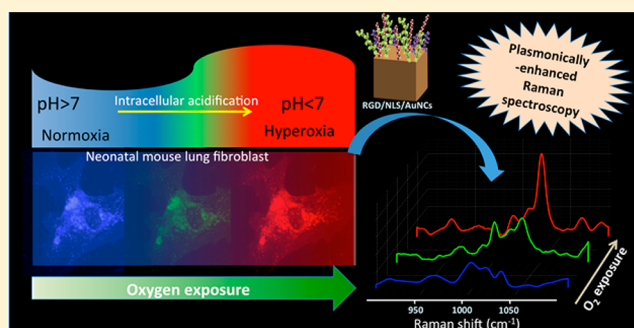 pH>7
Normoxia
Intracellular acidification
pH<7
Hyperoxia
Neonatal mouse lung fibroblast
Oxygen exposure
RGD/NLS/AuNCs
Plasmonically
-enhanced
Raman
spectroscopy
950
1000
1050
Raman shift (cm⁻¹)
O₂ exposure